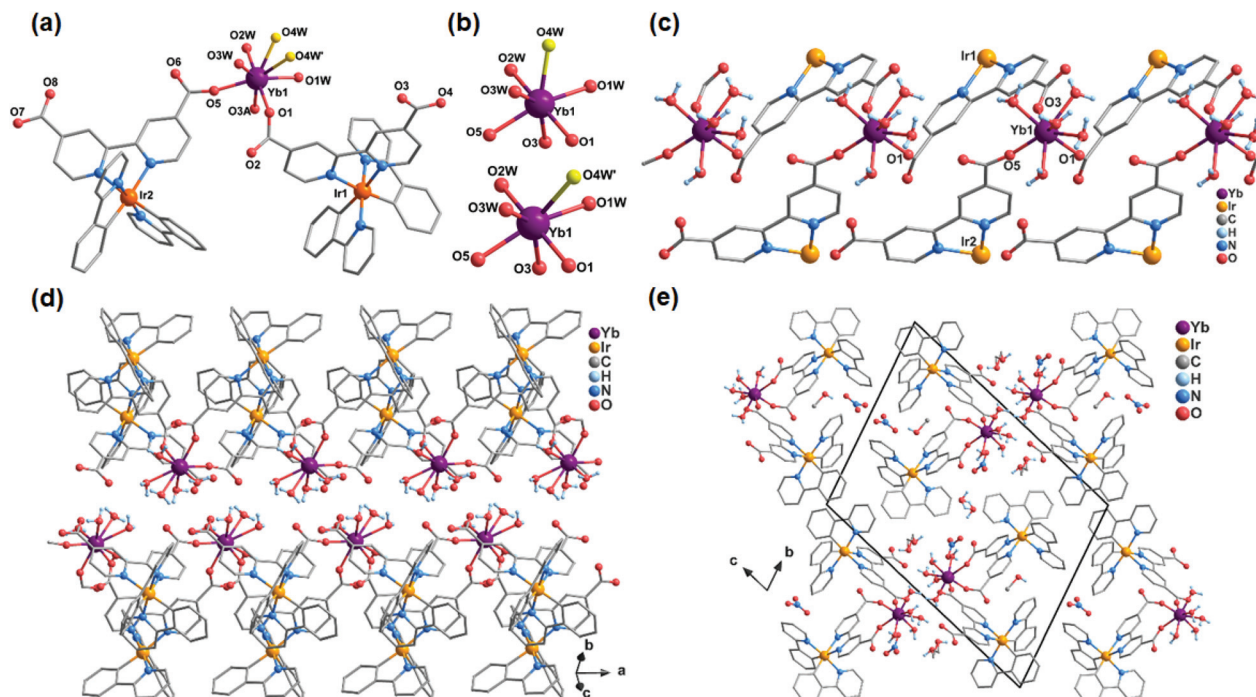 (a)
O2W
O4W
O3W
O4W'
O6
O1W
O8
Yb1
O5
O7
O3A
O1
O3
O4
O2
Ir2
Ir1
(b)
O4W
O2W
O3W
O1W
Yb1
O5
O3
O1
O2W
O4W'
O3W
O1W
Yb1
O5
O3
O1
(c)
Ir1
O3
Yb1
O1
O5
O1
Ir2
Yb
Ir
C
H
N
O
(d)
Yb
Ir
C
H
N
O
b
a
c
(e)
Yb
Ir
C
H
N
O
b
c